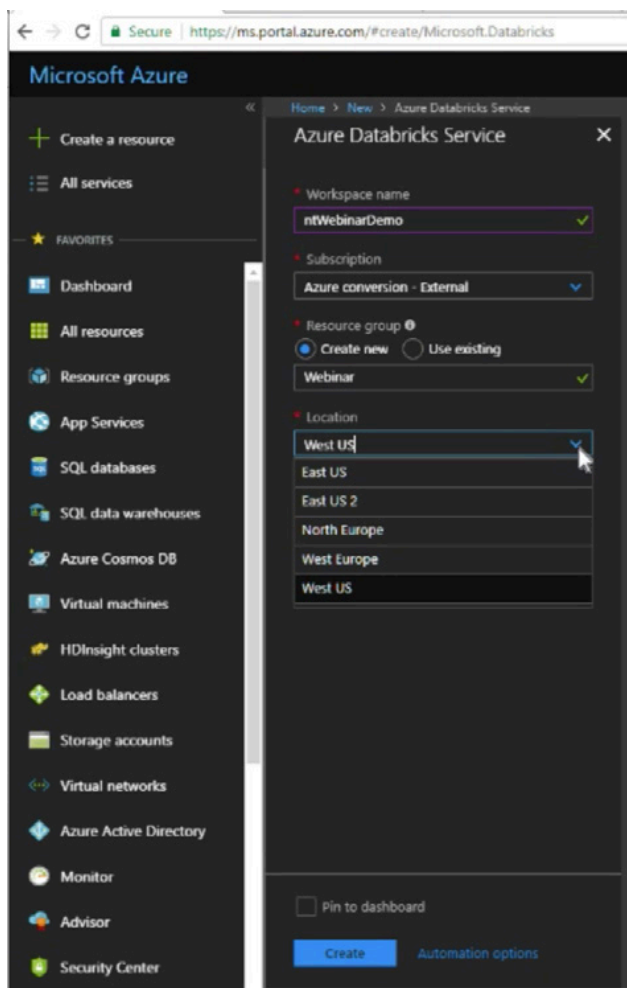 Secure | https://ms.portal.azure.com/#create/Microsoft.Databricks
Microsoft Azure
Create a resource
All services
FAVORITES
Dashboard
All resources
Resource groups
App Services
SQL databases
SQL data warehouses
Azure Cosmos DB
Virtual machines
HDInsight clusters
Load balancers
Storage accounts
Virtual networks
Azure Active Directory
Monitor
Advisor
Security Center
Home > New > Azure Databricks Service
Azure Databricks Service
* Workspace name
ntWebinarDemo
* Subscription
Azure conversion - External
* Resource group
Create new Use existing
Webinar
* Location
West US
East US
East US 2
North Europe
West Europe
West US
Pin to dashboard
Create Automation options